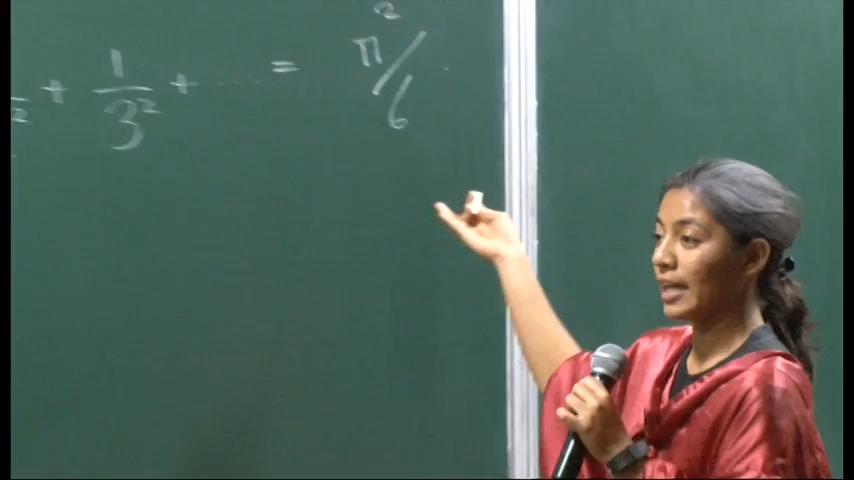 + 1/3² + ..... = π²/6